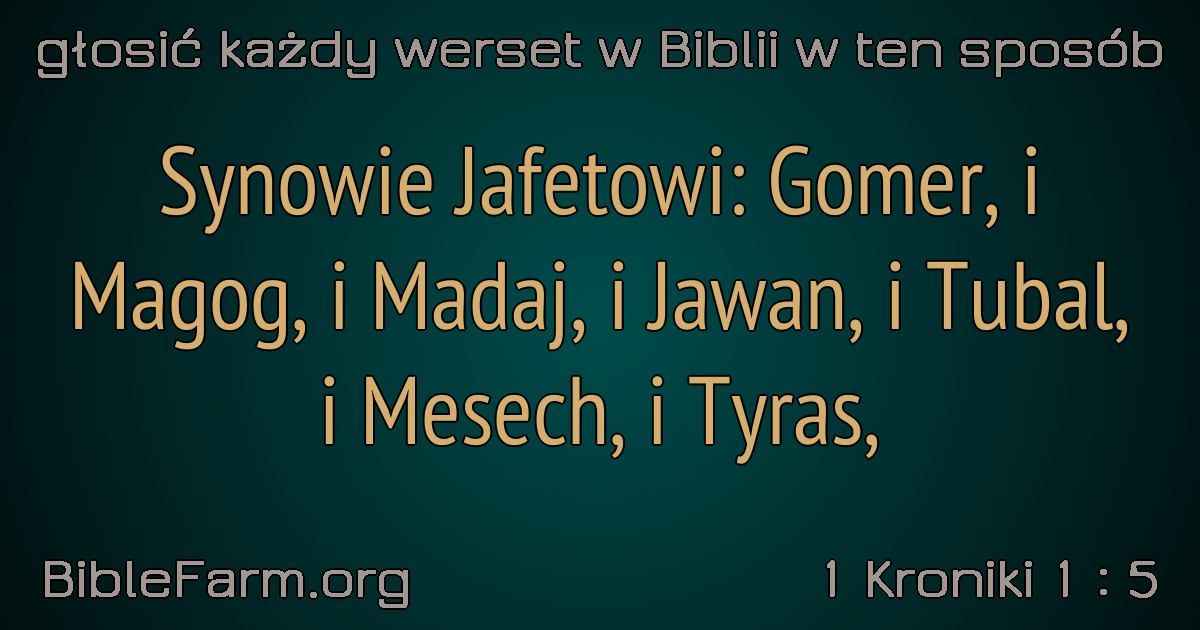 głosić każdy werset w Biblii w ten sposób
Synowie Jafetowi: Gomer, i
Magog, i Madaj, i Jawan, i Tubal,
i Mesech, i Tyras,
BibleFarm.org
1 Kroniki 1 : 5